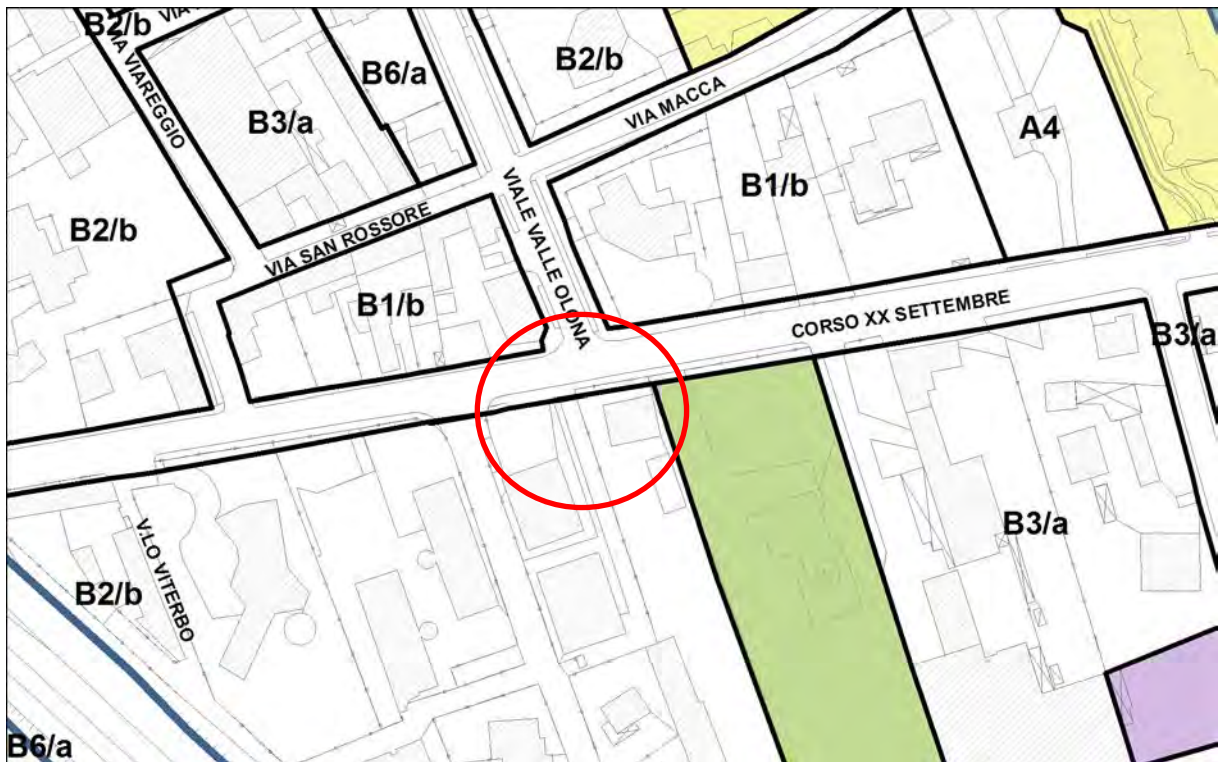 B2/b
VIA VIAREGGIO
B3/a
B6/a
B2/b
VIA MACCA
A4
B1/b
B2/b
VIA SAN ROSSORE
VIALE VALLE OLONA
B1/b
CORSO XX SETTEMBRE
B3/a
B3/a
V.LO VITERBO
B2/b
B6/a